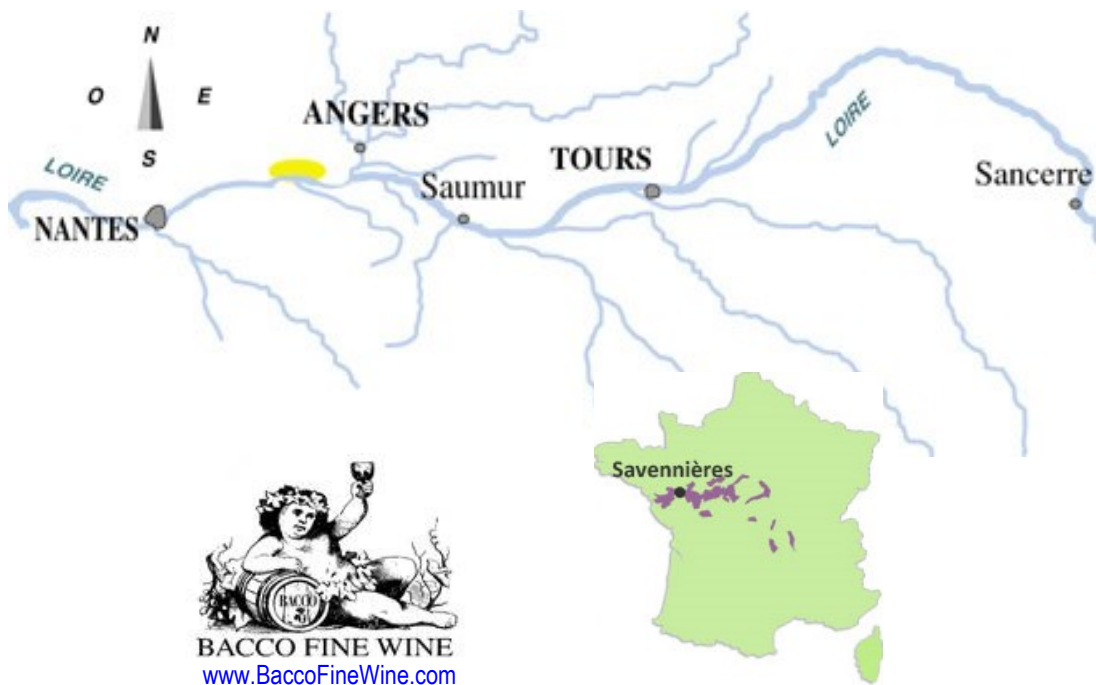 N
O E
S
LOIRE
NANTES
ANGERS
Saumur
TOURS
LOIRE
Sancerre
Savennières
BACCO
BACCO FINE WINE
www.BaccoFineWine.com